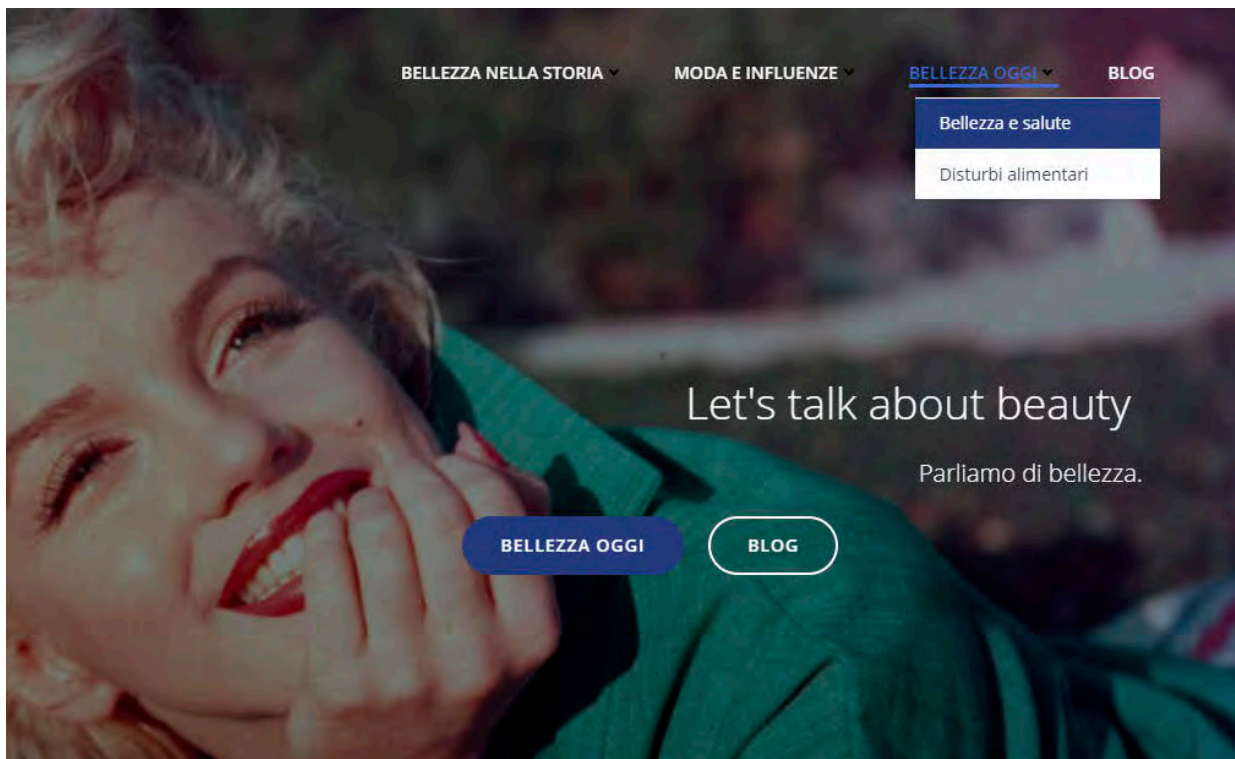 BELLEZZA NELLA STORIA MODA E INFLUENZE BELLEZZA OGGI BLOG
Bellezza e salute
Disturbi alimentari
Let's talk about beauty
Parliamo di bellezza.
BELLEZZA OGGI BLOG